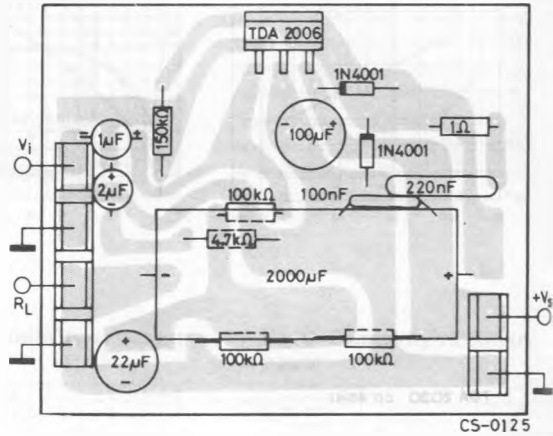 TDA 2006
1N4001
150kΩ
1μF
- 100μF +
1Ω
Vi
1N4001
2μF
100kΩ
100nF
220nF
4.7kΩ
- 2000μF +
RL
+Vs
+
22μF
-
100kΩ
100kΩ
CS-0125